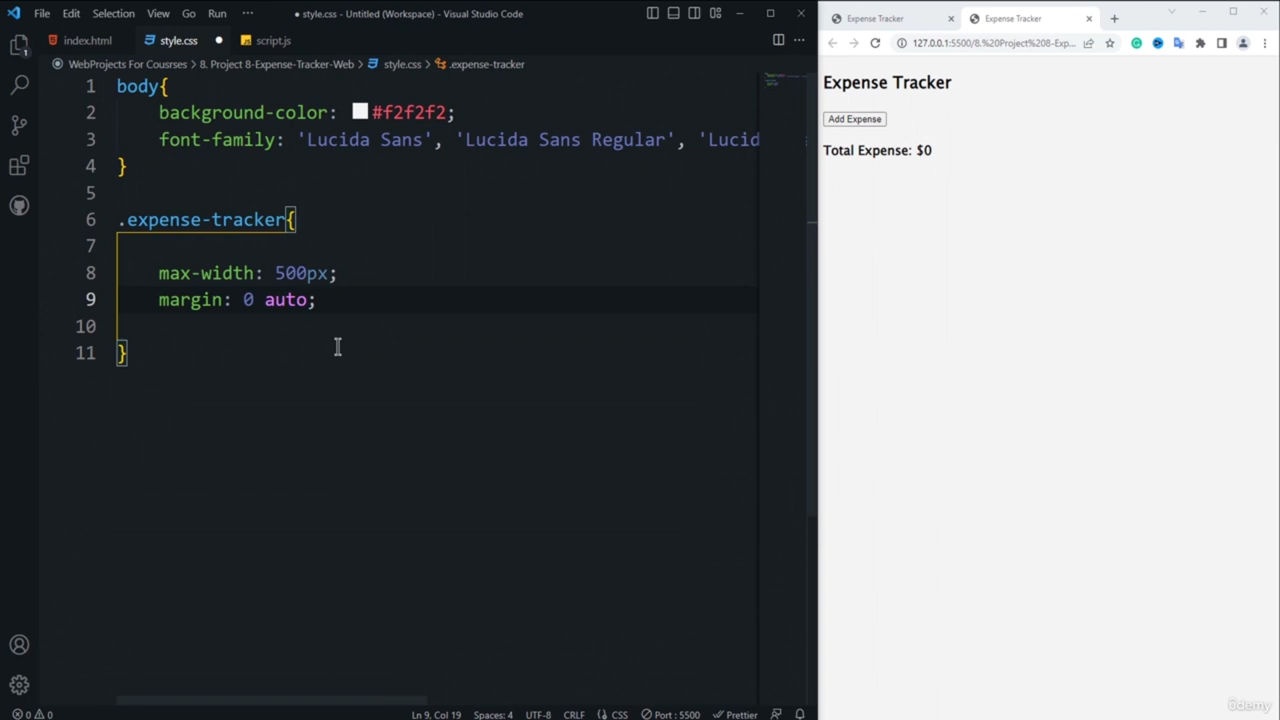 File Edit Selection View Go Run ··· ● style.css - Untitled (Workspace) - Visual Studio Code
index.html style.css ● script.js
WebProjects For Coursses > 8. Project 8-Expense-Tracker-Web > style.css > .expense-tracker
1 body{
2 background-color: #f2f2f2;
3 font-family: 'Lucida Sans', 'Lucida Sans Regular', 'Lucid
4 }
5
6 .expense-tracker{
7
8 max-width: 500px;
9 margin: 0 auto;
10
11 }
0 0 Ln 9, Col 19 Spaces: 4 UTF-8 CRLF {} CSS Port : 5500 Prettier
Expense Tracker Expense Tracker
127.0.0.1:5500/8.%20Project%208-Exp...
Expense Tracker
Add Expense
Total Expense: $0
ûdemy